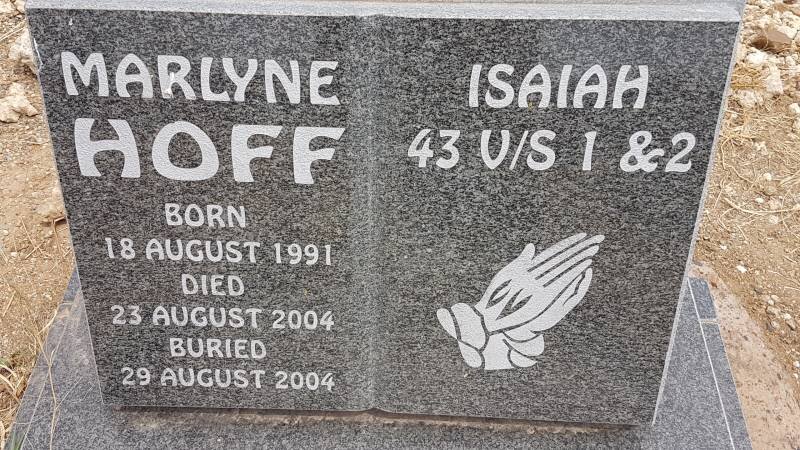 MARLYNE
HOFF
BORN
18 AUGUST 1991
DIED
23 AUGUST 2004
BURIED
29 AUGUST 2004
ISAIAH
43 V/S 1 &2